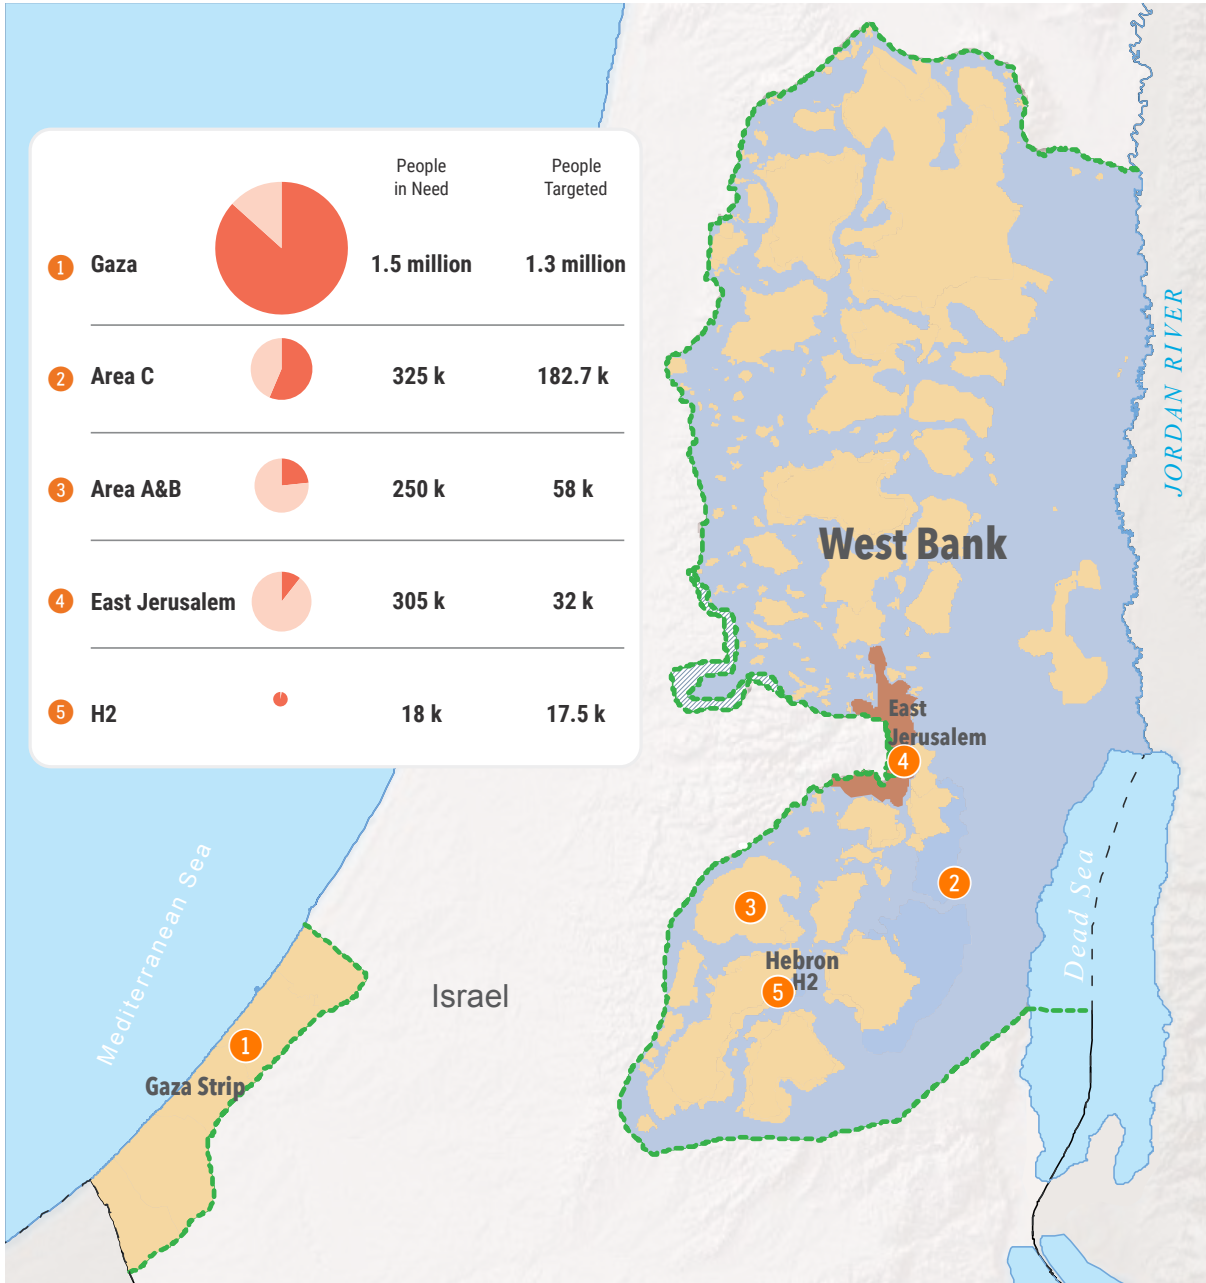 People
in Need
People
Targeted
1 Gaza 1.5 million 1.3 million
2 Area C 325 k 182.7 k
3 Area A&B 250 k 58 k
4 East Jerusalem 305 k 32 k
5 H2 18 k 17.5 k
JORDAN RIVER
West Bank
East
Jerusalem
4
2
3
Hebron
H2
5
Dead Sea
Mediterranean Sea
Israel
1
Gaza Strip